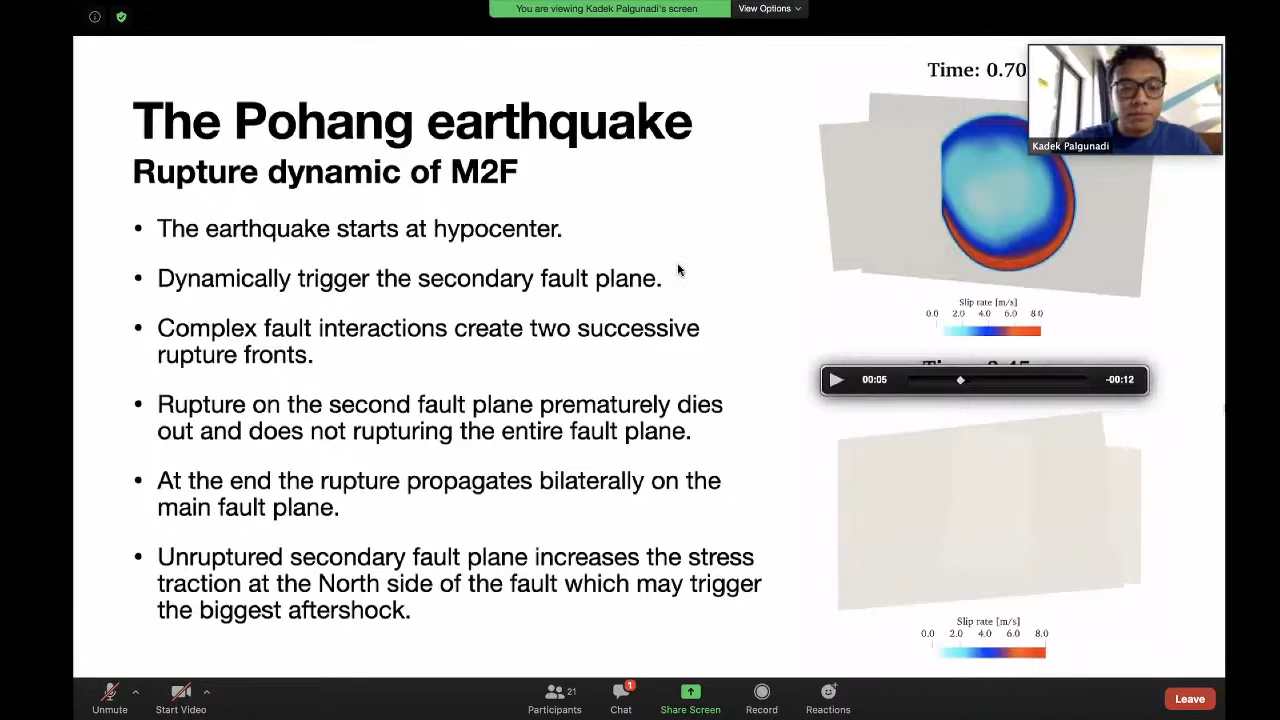 You are viewing Kadek Palgunadi's screen
View Options
The Pohang earthquake
Rupture dynamic of M2F
• The earthquake starts at hypocenter.
• Dynamically trigger the secondary fault plane.
• Complex fault interactions create two successive
rupture fronts.
• Rupture on the second fault plane prematurely dies
out and does not rupturing the entire fault plane.
• At the end the rupture propagates bilaterally on the
main fault plane.
• Unruptured secondary fault plane increases the stress
traction at the North side of the fault which may trigger
the biggest aftershock.
Time: 0.70
Kadek Palgunadi
Slip rate [m/s]
0.0 2.0 4.0 6.0 8.0
00:05
-00:12
Slip rate [m/s]
0.0 2.0 4.0 6.0 8.0
Unmute
Start Video
Participants
21
Chat
1
Share Screen
Record
Reactions
Leave